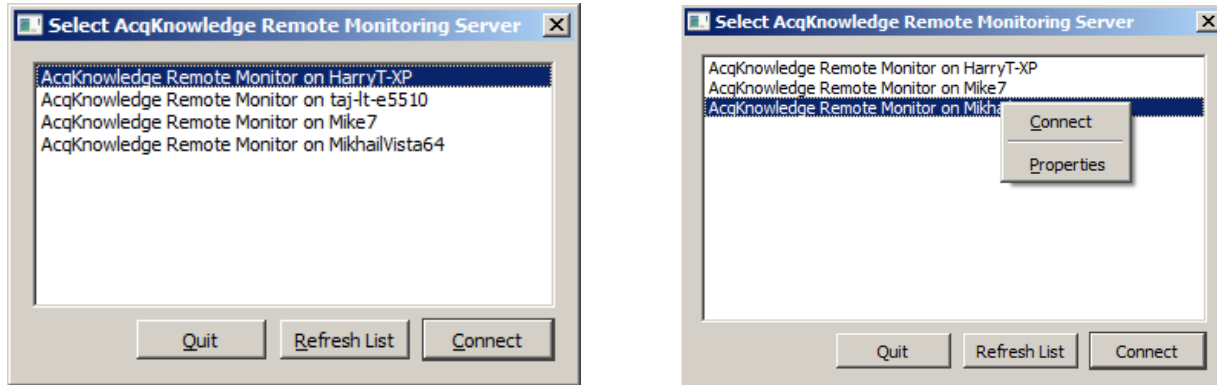 Select AcqKnowledge Remote Monitoring Server
AcqKnowledge Remote Monitor on HarryT-XP
AcqKnowledge Remote Monitor on taj-lt-e5510
AcqKnowledge Remote Monitor on Mike7
AcqKnowledge Remote Monitor on MikhailVista64
Quit
Refresh List
Connect
Select AcqKnowledge Remote Monitoring Server
AcqKnowledge Remote Monitor on HarryT-XP
AcqKnowledge Remote Monitor on Mike7
AcqKnowledge Remote Monitor on
Connect
Properties
Quit
Refresh List
Connect